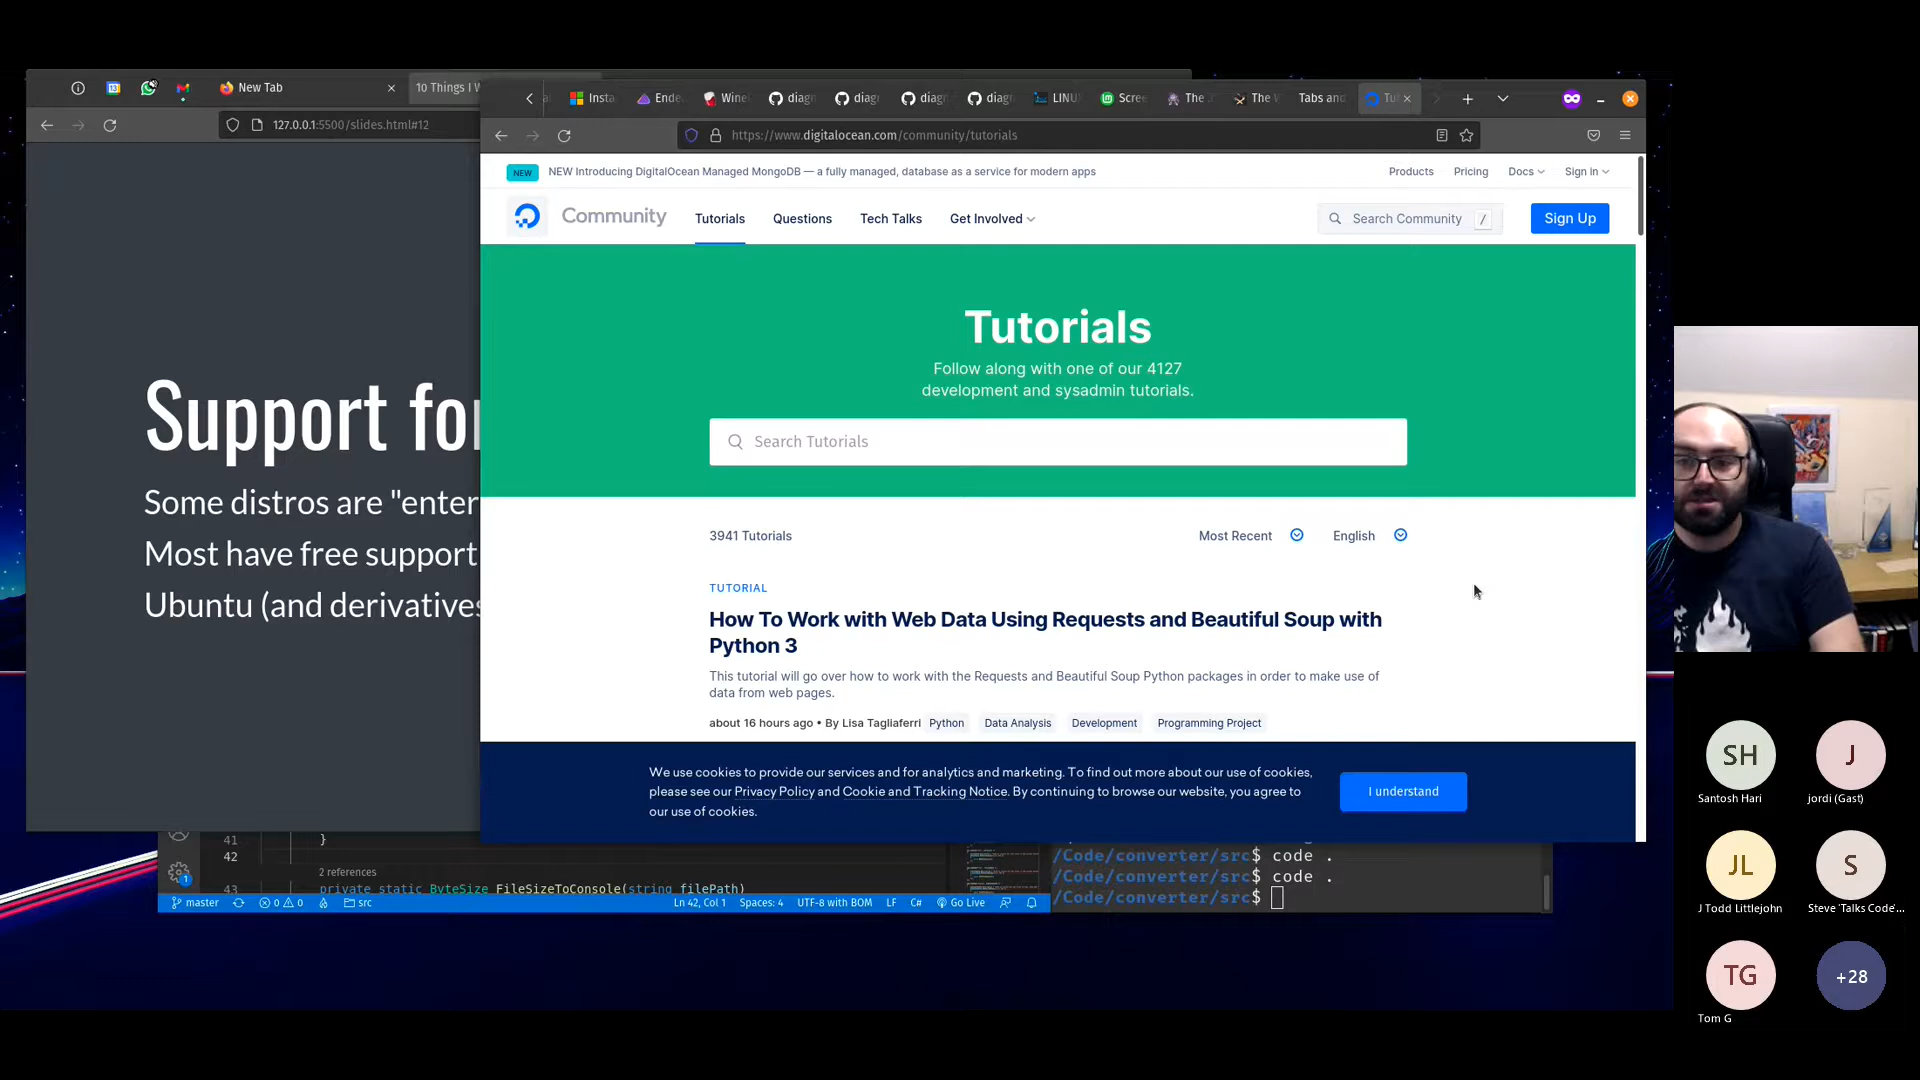 New Tab
10 Things I W
127.0.0.1:5500/slides.html#12
Support for
Some distros are "enter
Most have free support
Ubuntu (and derivatives
Insta
Ende
Wine
diagn
diag
diagn
diag
LINU
Scree
The
The V
Tabs and
Tut
https://www.digitalocean.com/community/tutorials
NEW
NEW Introducing DigitalOcean Managed MongoDB — a fully managed, database as a service for modern apps
Products
Pricing
Docs
Sign in
Community
Tutorials
Questions
Tech Talks
Get Involved
Search Community
/
Sign Up
Tutorials
Follow along with one of our 4127
development and sysadmin tutorials.
Search Tutorials
3941 Tutorials
Most Recent
English
TUTORIAL
How To Work with Web Data Using Requests and Beautiful Soup with
Python 3
This tutorial will go over how to work with the Requests and Beautiful Soup Python packages in order to make use of
data from web pages.
about 16 hours ago • By Lisa Tagliaferri
Python
Data Analysis
Development
Programming Project
We use cookies to provide our services and for analytics and marketing. To find out more about our use of cookies,
please see our Privacy Policy and Cookie and Tracking Notice. By continuing to browse our website, you agree to
our use of cookies.
I understand
41 }
42
2 references
43 private static ByteSize FileSizeToConsole(string filePath)
1
master
0 0
src
Ln 42, Col 1
Spaces: 4
UTF-8 with BOM
LF
C#
Go Live
/Code/converter/src$ code .
/Code/converter/src$ code .
/Code/converter/src$
SH
Santosh Hari
J
jordi (Gast)
JL
J Todd Littlejohn
S
Steve 'Talks Code'...
TG
Tom G
+28